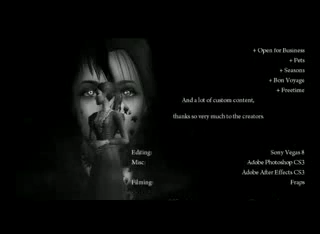 + Open for Business
+ Pets
+ Seasons
+ Bon Voyage
+ Freetime
And a lot of custom content,
thanks so very much to the creators.
Editing: Sony Vegas 8
Misc: Adobe Photoshop CS3
Adobe After Effects CS3
Filming: Fraps